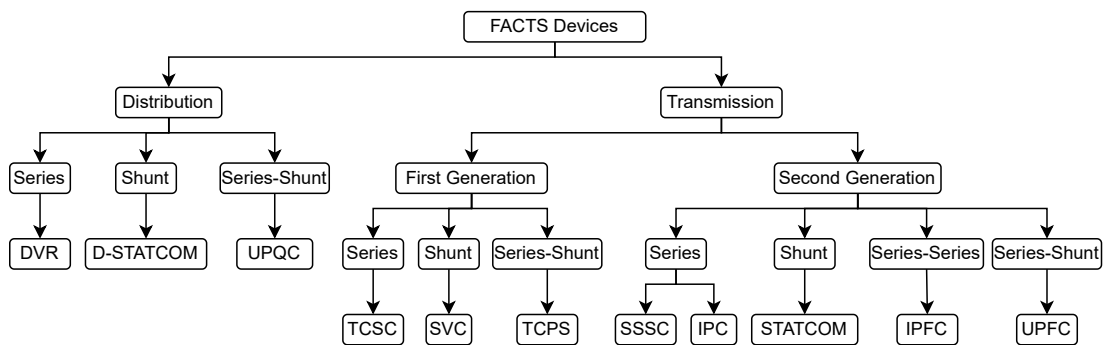 FACTS Devices
Distribution
Transmission
Series
Shunt
Series-Shunt
First Generation
Second Generation
DVR
D-STATCOM
UPQC
Series
Shunt
Series-Shunt
Series
Shunt
Series-Series
Series-Shunt
TCSC
SVC
TCPS
SSSC
IPC
STATCOM
IPFC
UPFC